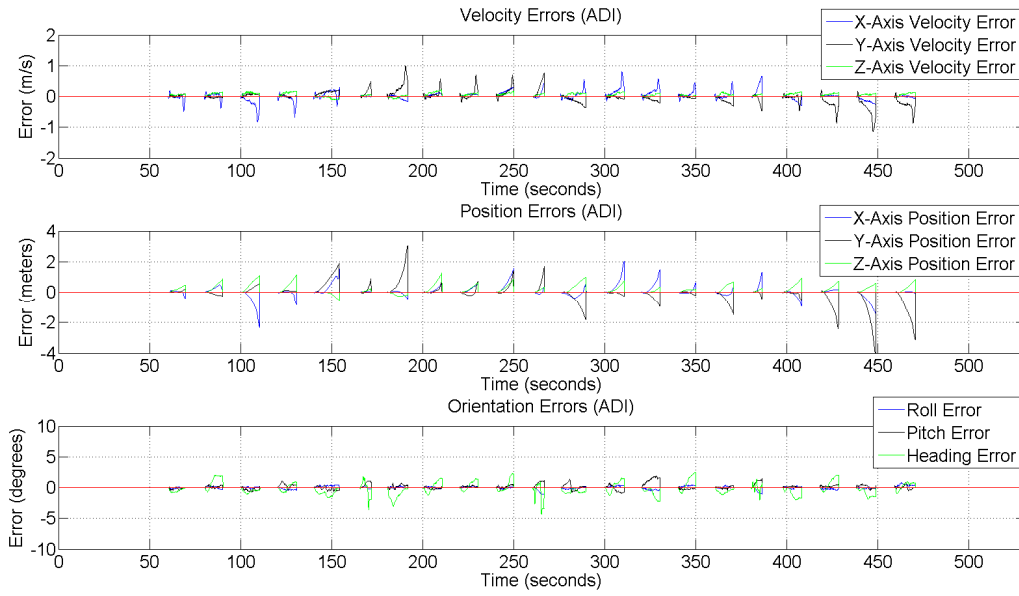 Velocity Errors (ADI)
X-Axis Velocity Error
Y-Axis Velocity Error
Z-Axis Velocity Error
Error (m/s)
2
1
0
-1
-2
0 50 100 150 200 250 300 350 400 450 500
Time (seconds)
Position Errors (ADI)
X-Axis Position Error
Y-Axis Position Error
Z-Axis Position Error
Error (meters)
4
2
0
-2
-4
0 50 100 150 200 250 300 350 400 450 500
Time (seconds)
Orientation Errors (ADI)
Roll Error
Pitch Error
Heading Error
Error (degrees)
10
5
0
-5
-10
0 50 100 150 200 250 300 350 400 450 500
Time (seconds)